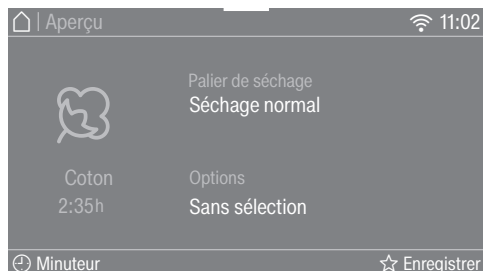 Aperçu 11:02
Palier de séchage
Séchage normal
Coton
2:35h
Options
Sans sélection
Minuteur Enregistrer